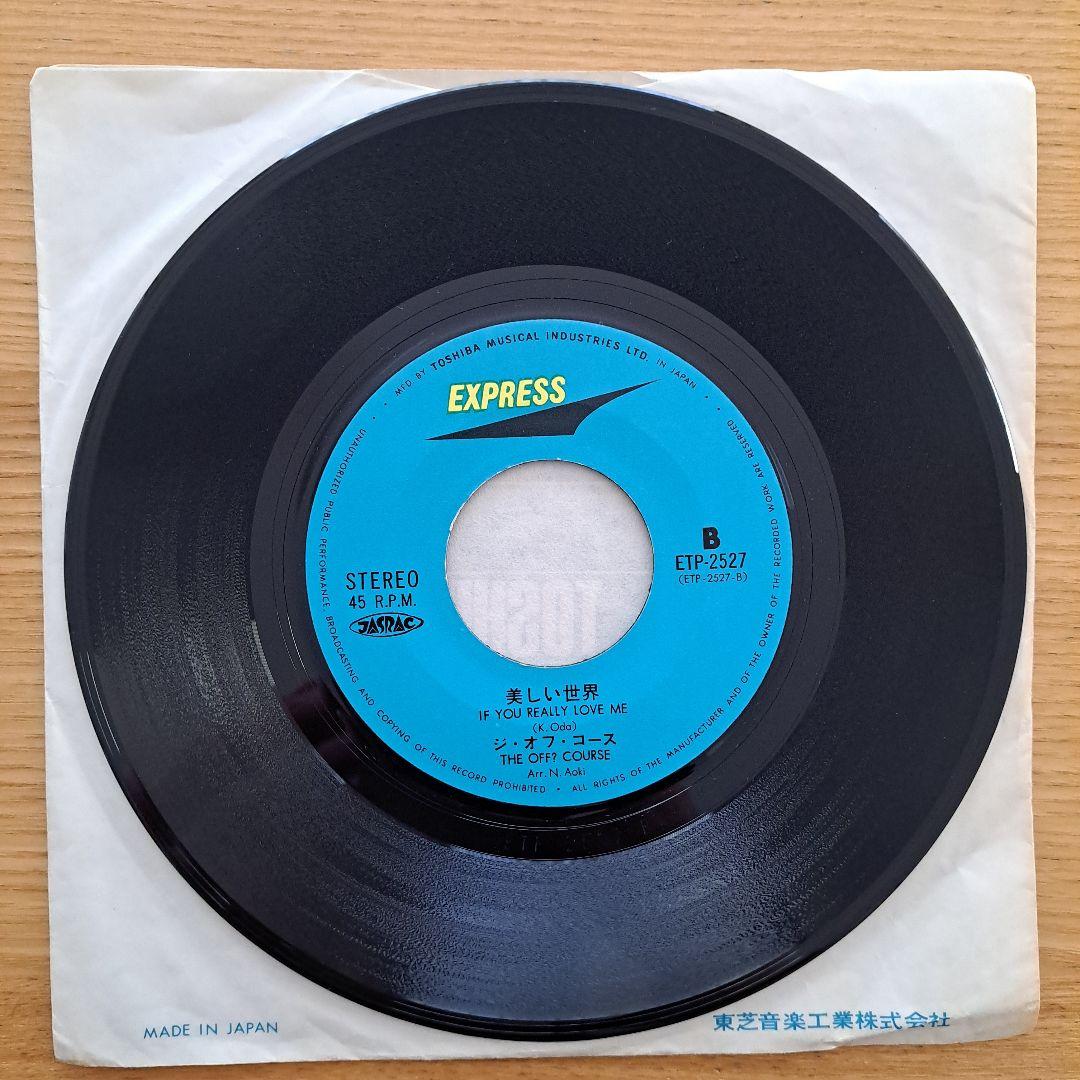 MFD. BY TOSHIBA MUSICAL INDUSTRIES LTD. IN JAPAN
EXPRESS
B
ETP-2527
(ETP-2527-B)
STEREO
45 R.P.M.
JASRAC
美しい世界
IF YOU REALLY LOVE ME
(K. Oda)
ジ・オフ・コース
THE OFF? COURSE
Arr. N. Aoki
UNAUTHORIZED PUBLIC PERFORMANCE, BROADCASTING AND COPYING OF THIS RECORD PROHIBITED • ALL RIGHTS OF THE MANUFACTURER AND OF THE OWNER OF THE RECORDED WORK ARE RESERVED
MADE IN JAPAN
東芝音楽工業株式会社